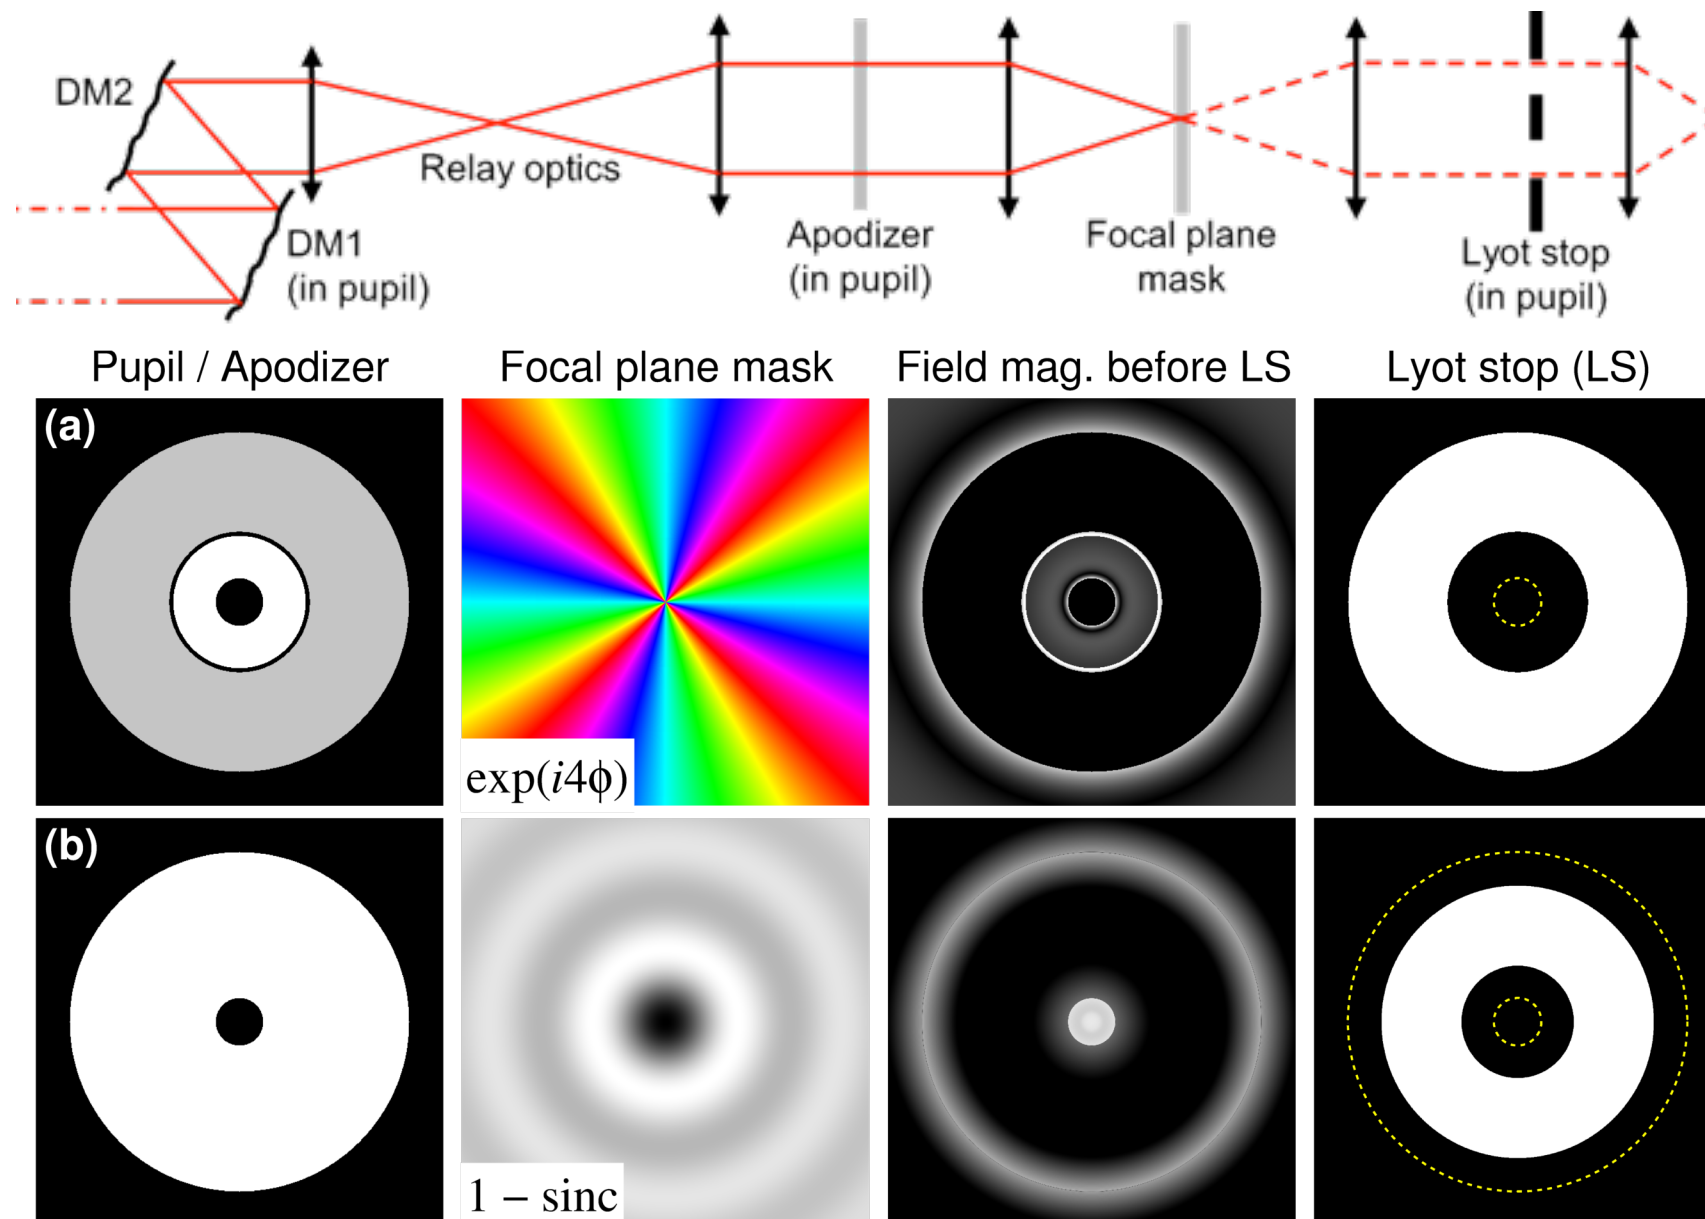 DM2
Relay optics
DM1
(in pupil)
Apodizer
(in pupil)
Focal plane
mask
Lyot stop
(in pupil)
Pupil / Apodizer
Focal plane mask
Field mag. before LS
Lyot stop (LS)
(a)
exp(i4ϕ)
(b)
1 − sinc